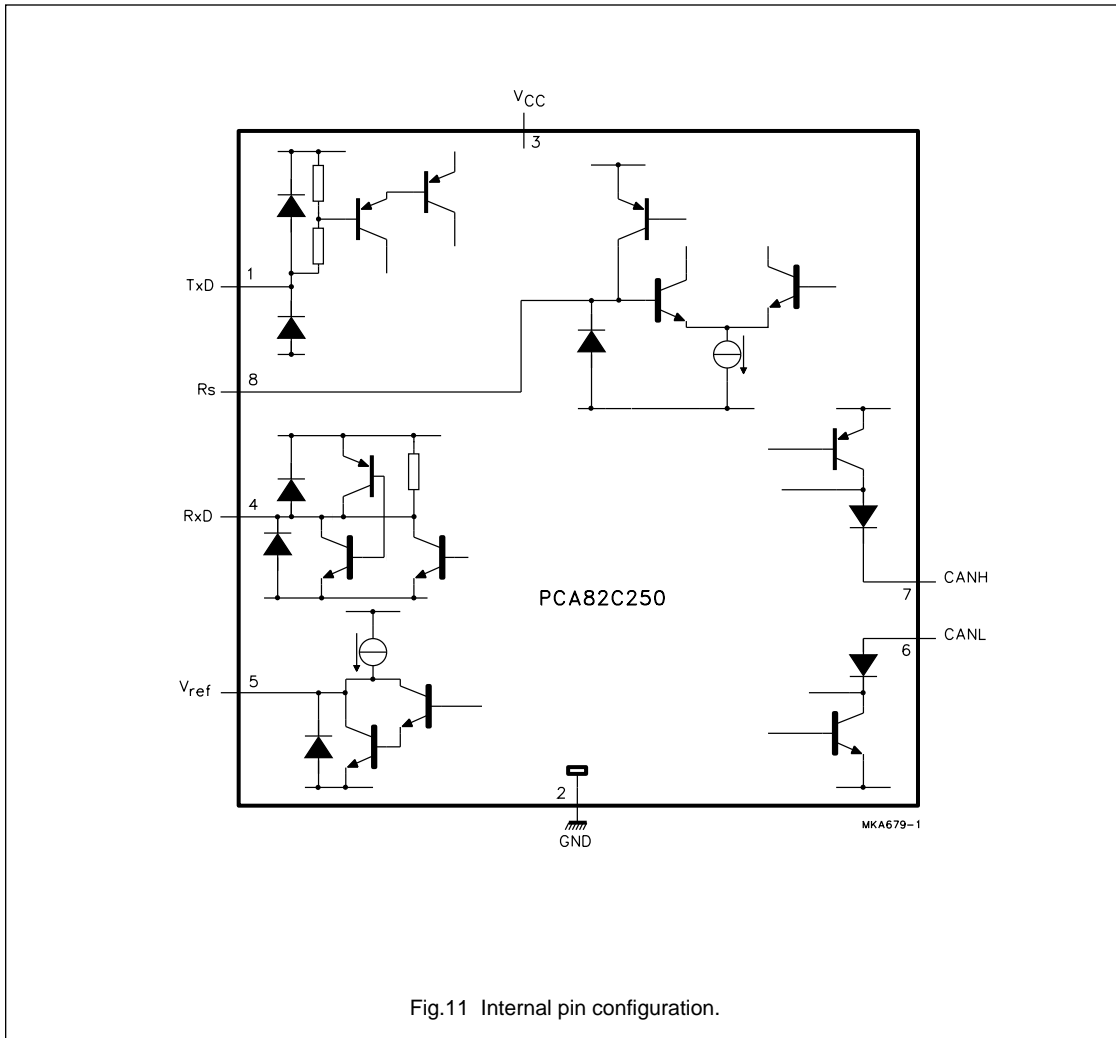 VCC
3
1
TxD
8
Rs
4
RxD
PCA82C250
CANH
7
CANL
6
Vref
5
2
GND
MKA679-1
Fig.11 Internal pin configuration.